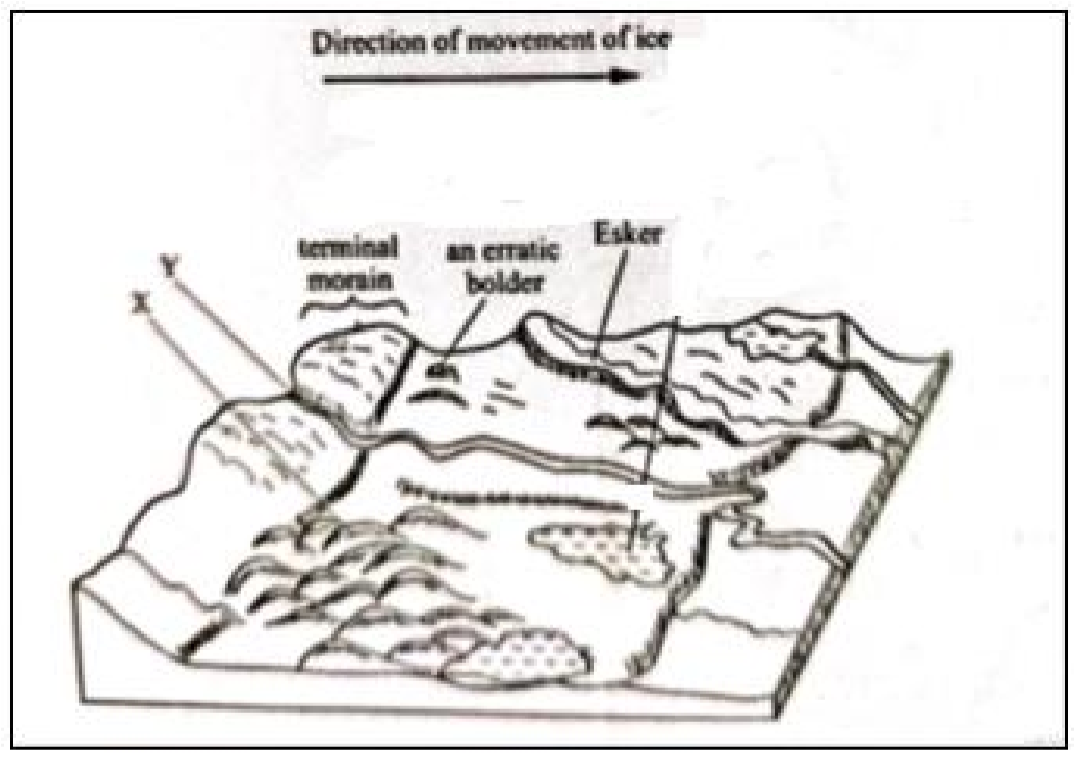 Direction of movement of ice
Esker
terminal
morain
an erratic
bolder
Y
X